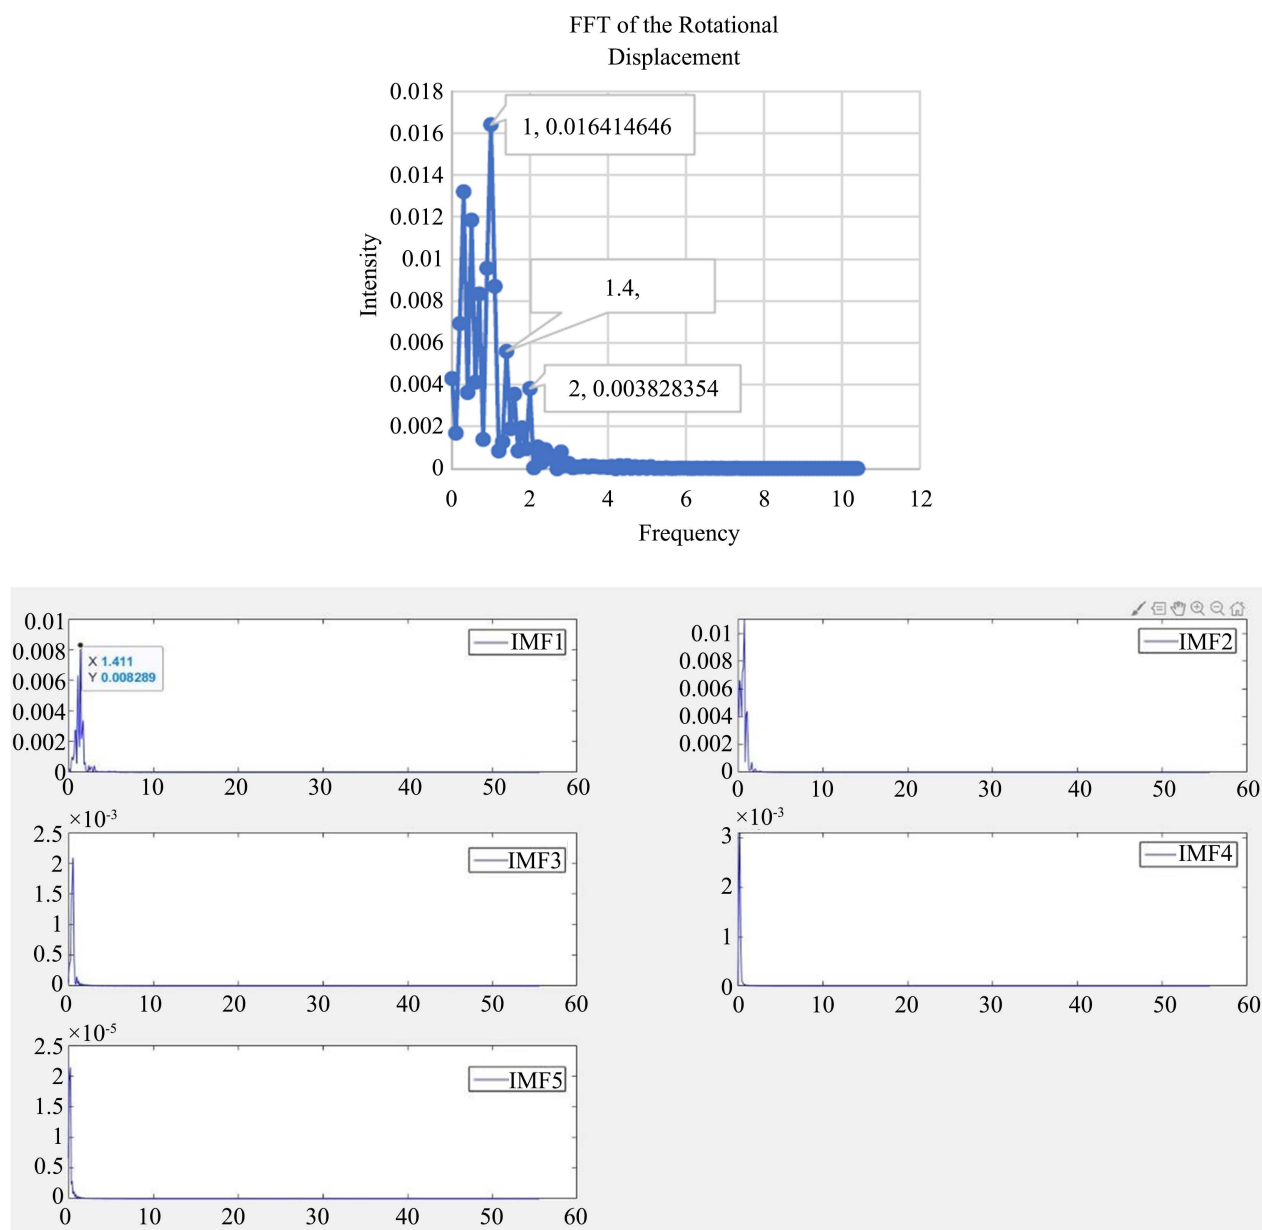 FFT of the Rotational
Displacement
0.018
0.016
0.014
0.012
0.01
0.008
0.006
0.004
0.002
0
Intensity
1, 0.016414646
1.4,
2, 0.003828354
0 2 4 6 8 10 12
Frequency
0.01
0.008
0.006
0.004
0.002
0
X 1.411
Y 0.008289
IMF1
0 10 20 30 40 50 60
0.01
0.008
0.006
0.004
0.002
0
IMF2
0 10 20 30 40 50 60
×10⁻³
2.5
2
1.5
1
0.5
0
IMF3
0 10 20 30 40 50 60
×10⁻³
3
2
1
0
IMF4
0 10 20 30 40 50 60
×10⁻⁵
2.5
2
1.5
1
0.5
0
IMF5
0 10 20 30 40 50 60